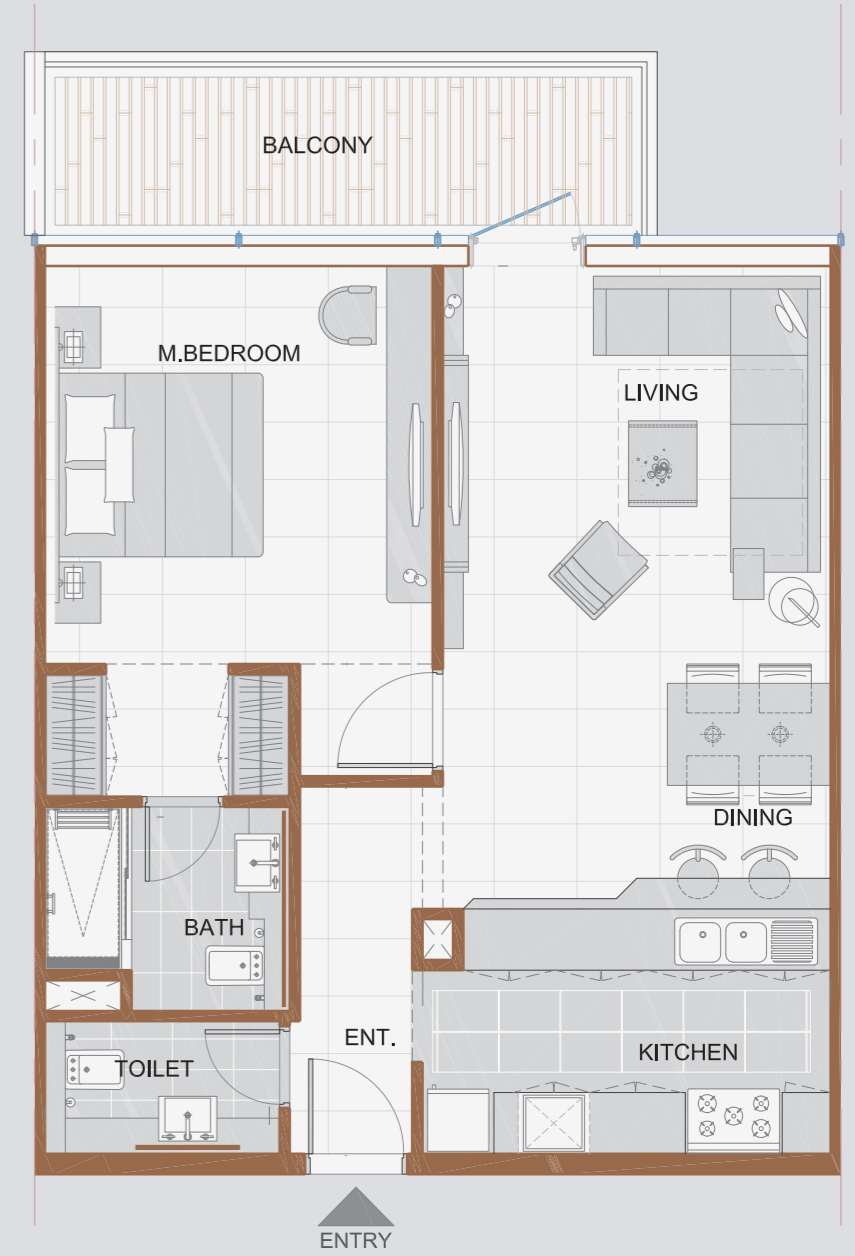 BALCONY
M.BEDROOM
LIVING
DINING
BATH
ENT.
KITCHEN
TOILET
ENTRY